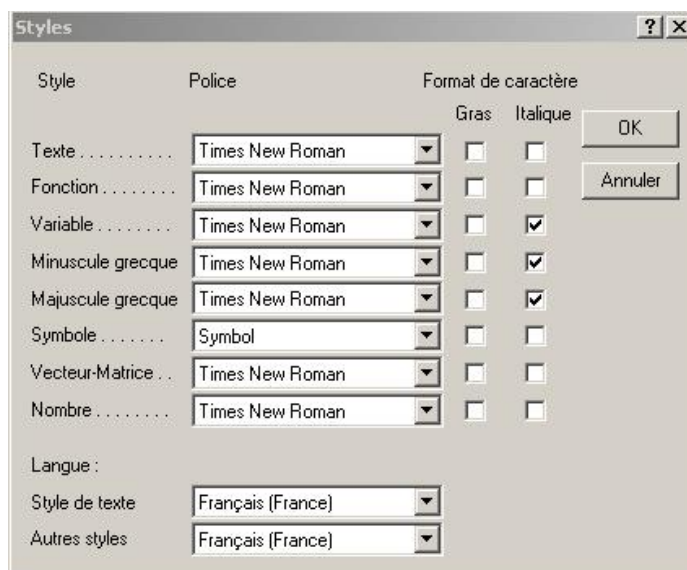 Styles
Style Police Format de caractère
Gras Italique
OK
Annuler
Texte . . . . . . . . . . Times New Roman
Fonction . . . . . . . . Times New Roman
Variable . . . . . . . . Times New Roman
Minuscule grecque Times New Roman
Majuscule grecque Times New Roman
Symbole . . . . . . . Symbol
Vecteur-Matrice . . Times New Roman
Nombre . . . . . . . . Times New Roman
Langue :
Style de texte Français (France)
Autres styles Français (France)